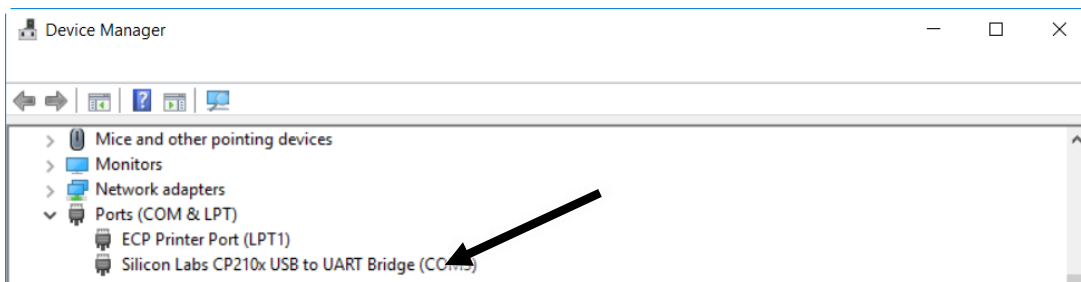 Device Manager
Mice and other pointing devices
Monitors
Network adapters
Ports (COM & LPT)
ECP Printer Port (LPT1)
Silicon Labs CP210x USB to UART Bridge